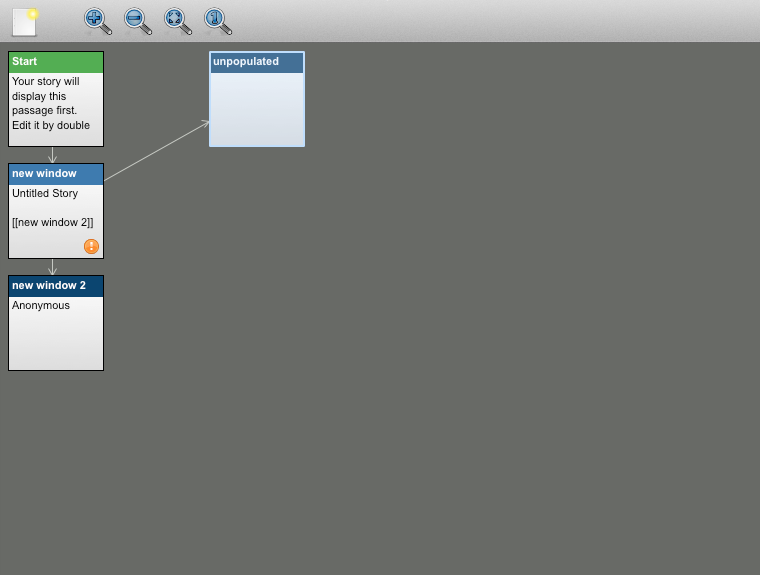 Start
Your story will
display this
passage first.
Edit it by double
unpopulated
new window
Untitled Story
[[new window 2]]
!
new window 2
Anonymous
1